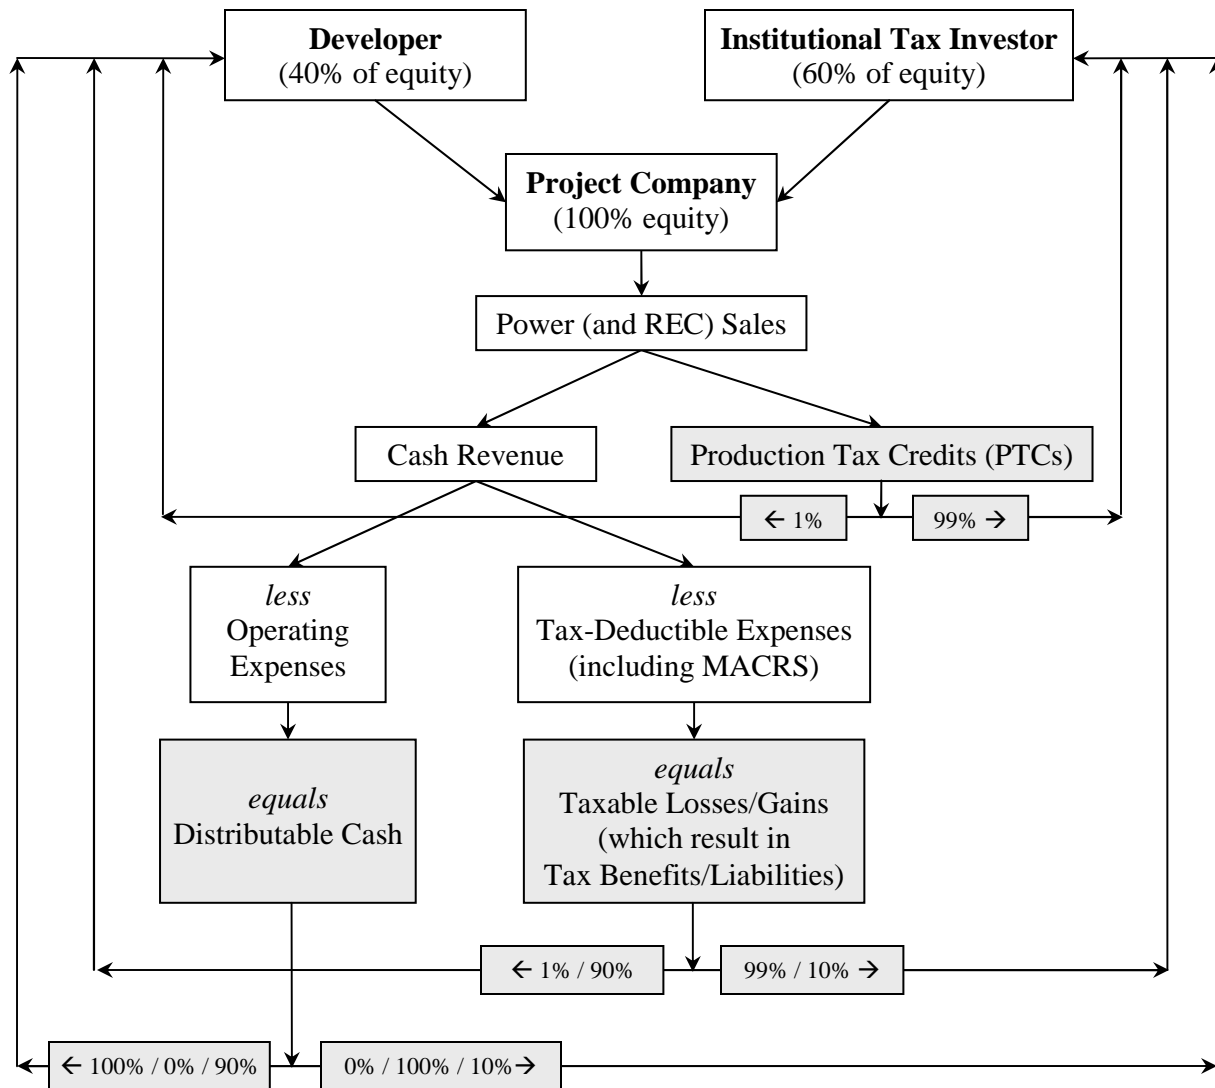 Developer
(40% of equity)
Institutional Tax Investor
(60% of equity)
Project Company
(100% equity)
Power (and REC) Sales
Cash Revenue
Production Tax Credits (PTCs)
← 1%
99% →
less
Operating
Expenses
less
Tax-Deductible Expenses
(including MACRS)
equals
Distributable Cash
equals
Taxable Losses/Gains
(which result in
Tax Benefits/Liabilities)
← 1% / 90%
99% / 10% →
← 100% / 0% / 90%
0% / 100% / 10%→